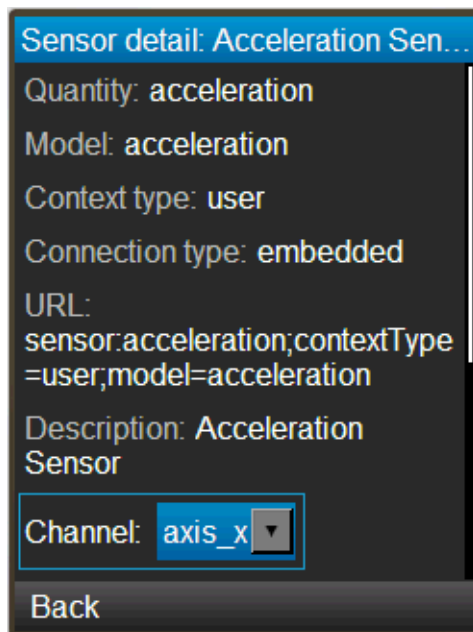 Sensor detail: Acceleration Sen...
Quantity: acceleration
Model: acceleration
Context type: user
Connection type: embedded
URL:
sensor:acceleration;contextType
=user;model=acceleration
Description: Acceleration
Sensor
Channel: axis_x
Back